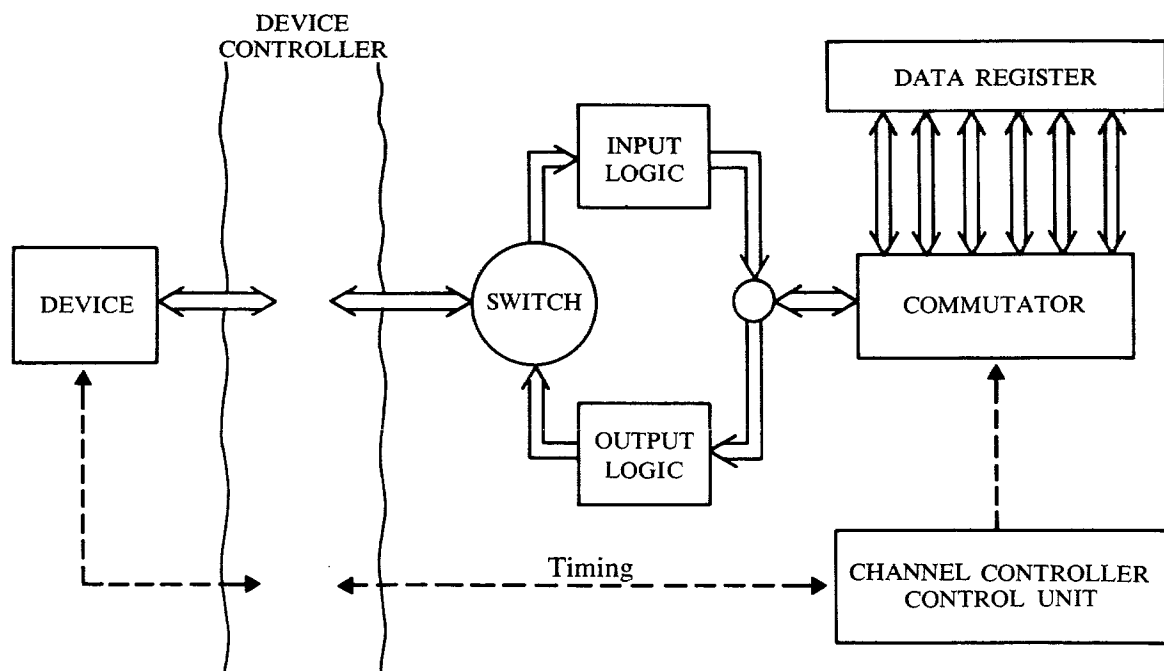 DEVICE
CONTROLLER
DATA REGISTER
INPUT
LOGIC
DEVICE
SWITCH
COMMUTATOR
OUTPUT
LOGIC
Timing
CHANNEL CONTROLLER
CONTROL UNIT